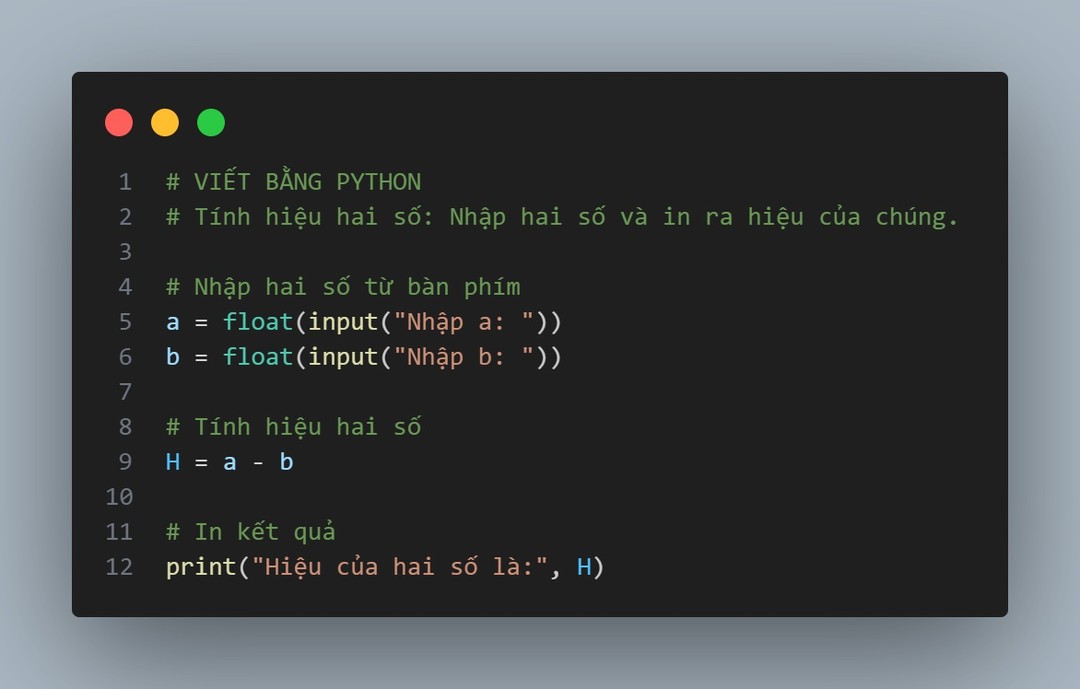 1 # VIẾT BẰNG PYTHON
2 # Tính hiệu hai số: Nhập hai số và in ra hiệu của chúng.
3
4 # Nhập hai số từ bàn phím
5 a = float(input("Nhập a: "))
6 b = float(input("Nhập b: "))
7
8 # Tính hiệu hai số
9 H = a - b
10
11 # In kết quả
12 print("Hiệu của hai số là:", H)